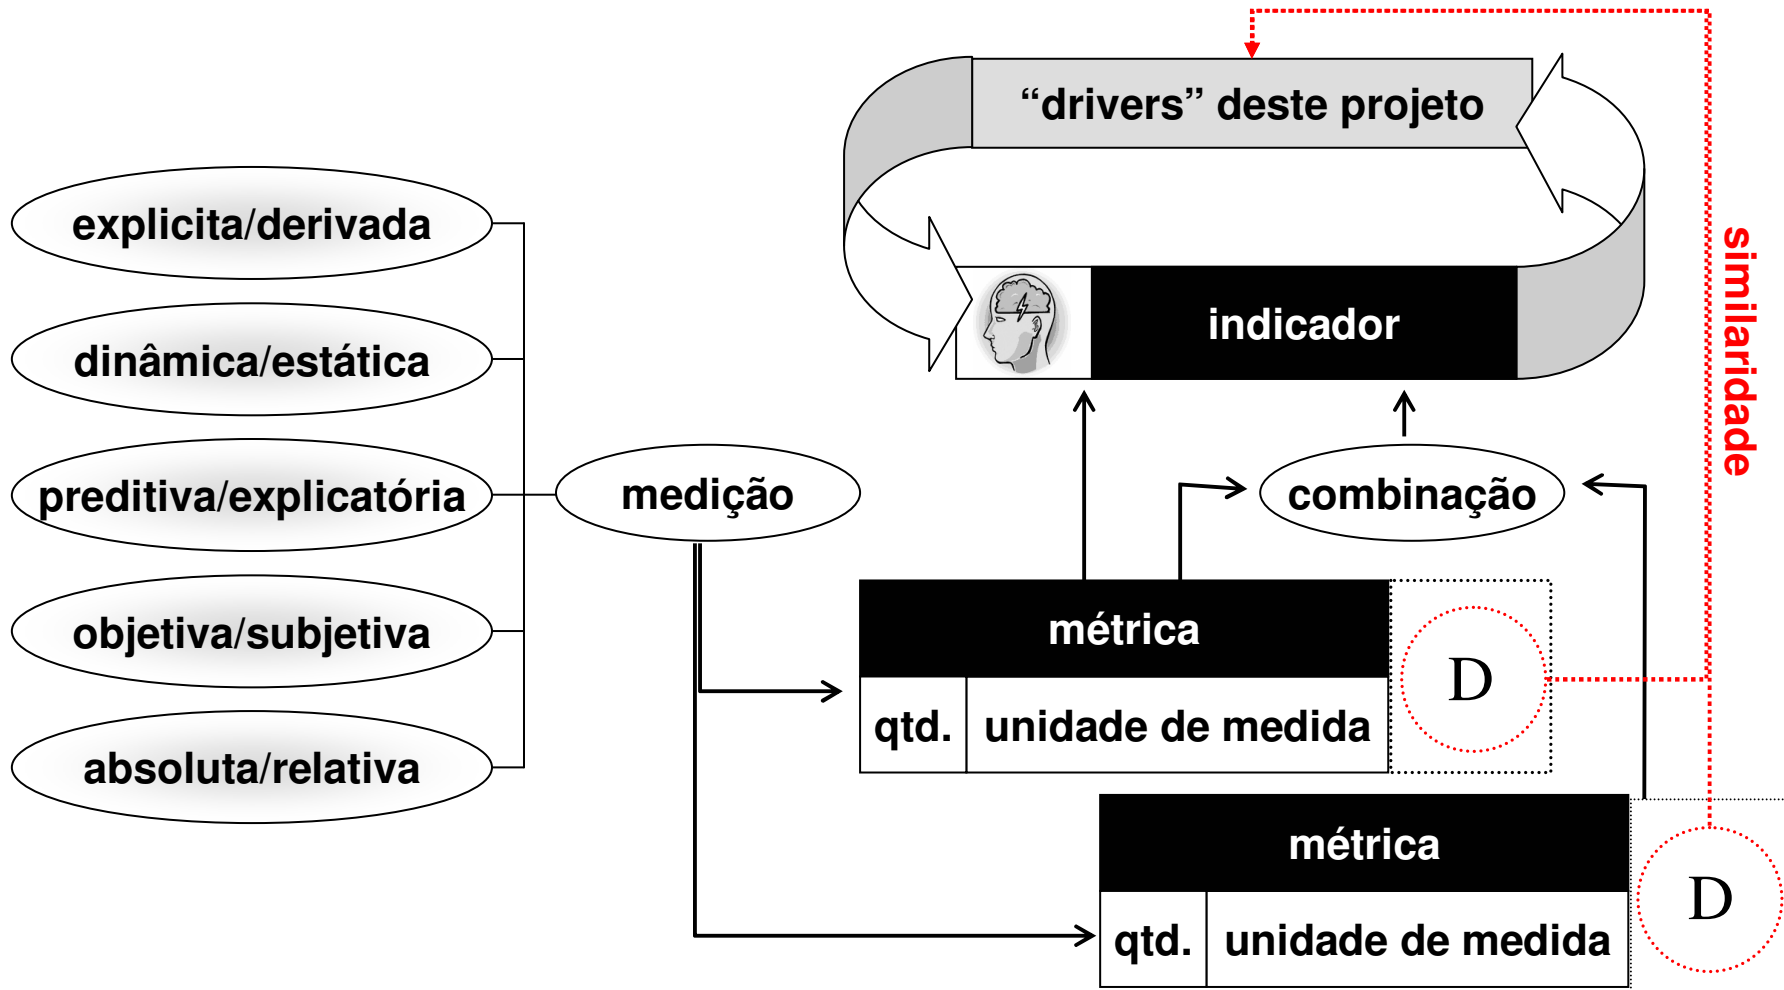 “drivers” deste projeto
explicita/derivada
similaridade
indicador
dinâmica/estática
preditiva/explicatória
medição
combinação
métrica
objetiva/subjetiva
D
qtd.
unidade de medida
absoluta/relativa
métrica
D
qtd.
unidade de medida